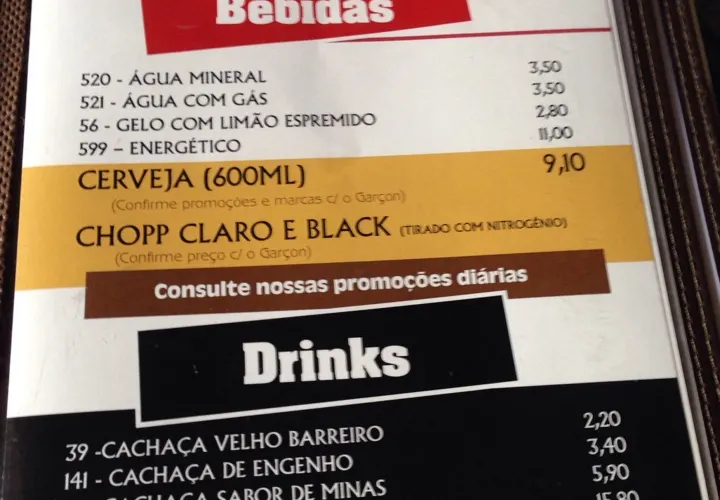 Bebidas
520 - ÁGUA MINERAL 3,50
521 - ÁGUA COM GÁS 3,50
56 - GELO COM LIMÃO ESPREMIDO 2,80
599 – ENERGÉTICO 11,00
CERVEJA (600ML) 9,10
(Confirme promoções e marcas c/ o Garçon)
CHOPP CLARO E BLACK (TIRADO COM NITROGÊNIO)
(Confirme preço c/ o Garçon)
Consulte nossas promoções diárias
Drinks
39 -CACHAÇA VELHO BARREIRO 2,20
141 - CACHAÇA DE ENGENHO 3,40
CACHAÇA SABOR DE MINAS 5,90
15,80